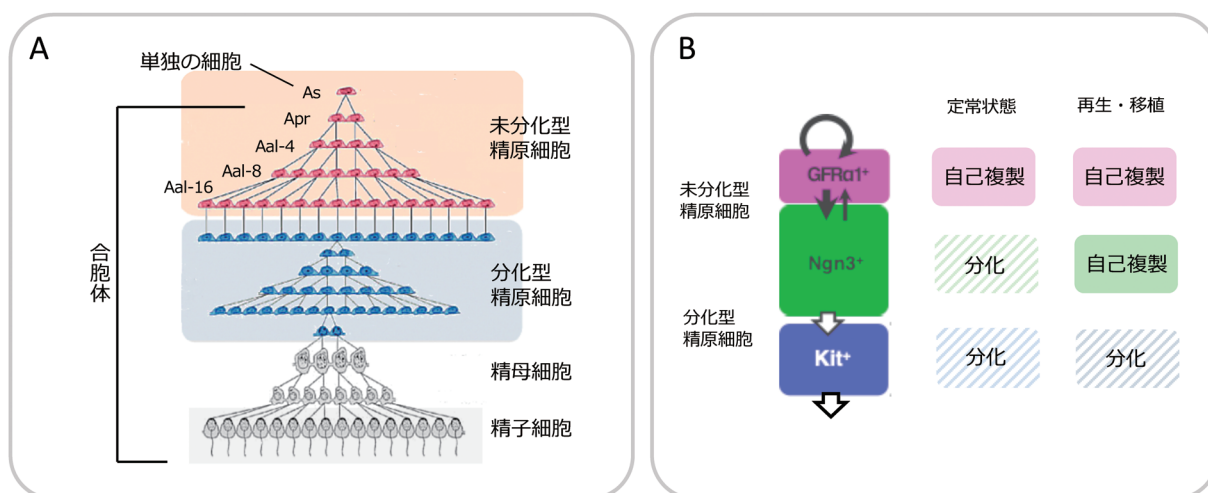 A
単独の細胞
As
Apr
Aal-4
Aal-8
Aal-16
未分化型
精原細胞
合胞体
分化型
精原細胞
精母細胞
精子細胞
B
定常状態
再生・移植
未分化型
精原細胞
GFRα1⁺
自己複製
自己複製
Ngn3⁺
分化
自己複製
分化型
精原細胞
Kit⁺
分化
分化